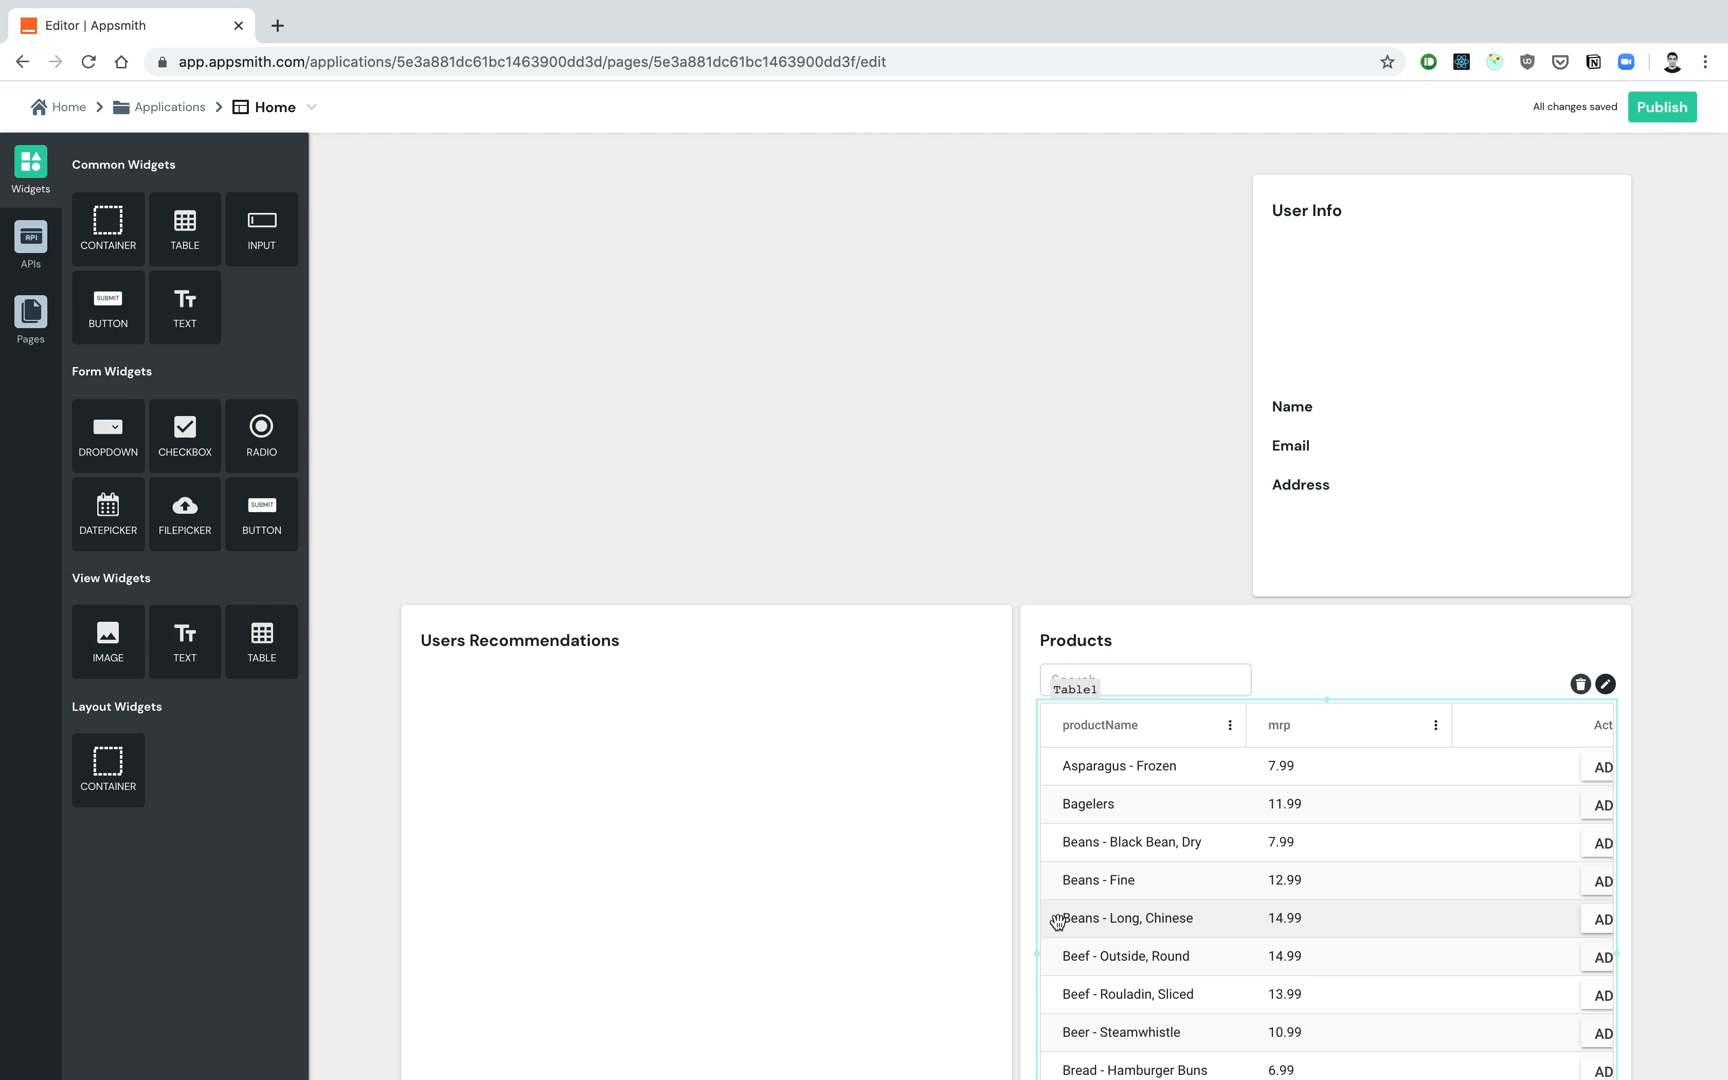 Editor | Appsmith
app.appsmith.com/applications/5e3a881dc61bc1463900dd3d/pages/5e3a881dc61bc1463900dd3f/edit
Home Applications Home All changes saved Publish
Widgets
APIs
Pages
Common Widgets
CONTAINER TABLE INPUT
SUBMIT
BUTTON TEXT
Form Widgets
DROPDOWN CHECKBOX RADIO
SUBMIT
DATEPICKER FILEPICKER BUTTON
View Widgets
IMAGE TEXT TABLE
Layout Widgets
CONTAINER
User Info
Name
Email
Address
Users Recommendations
Products
Search
Table1
productName mrp Act
Asparagus - Frozen 7.99 AD
Bagelers 11.99 AD
Beans - Black Bean, Dry 7.99 AD
Beans - Fine 12.99 AD
Beans - Long, Chinese 14.99 AD
Beef - Outside, Round 14.99 AD
Beef - Rouladin, Sliced 13.99 AD
Beer - Steamwhistle 10.99 AD
Bread - Hamburger Buns 6.99 AD